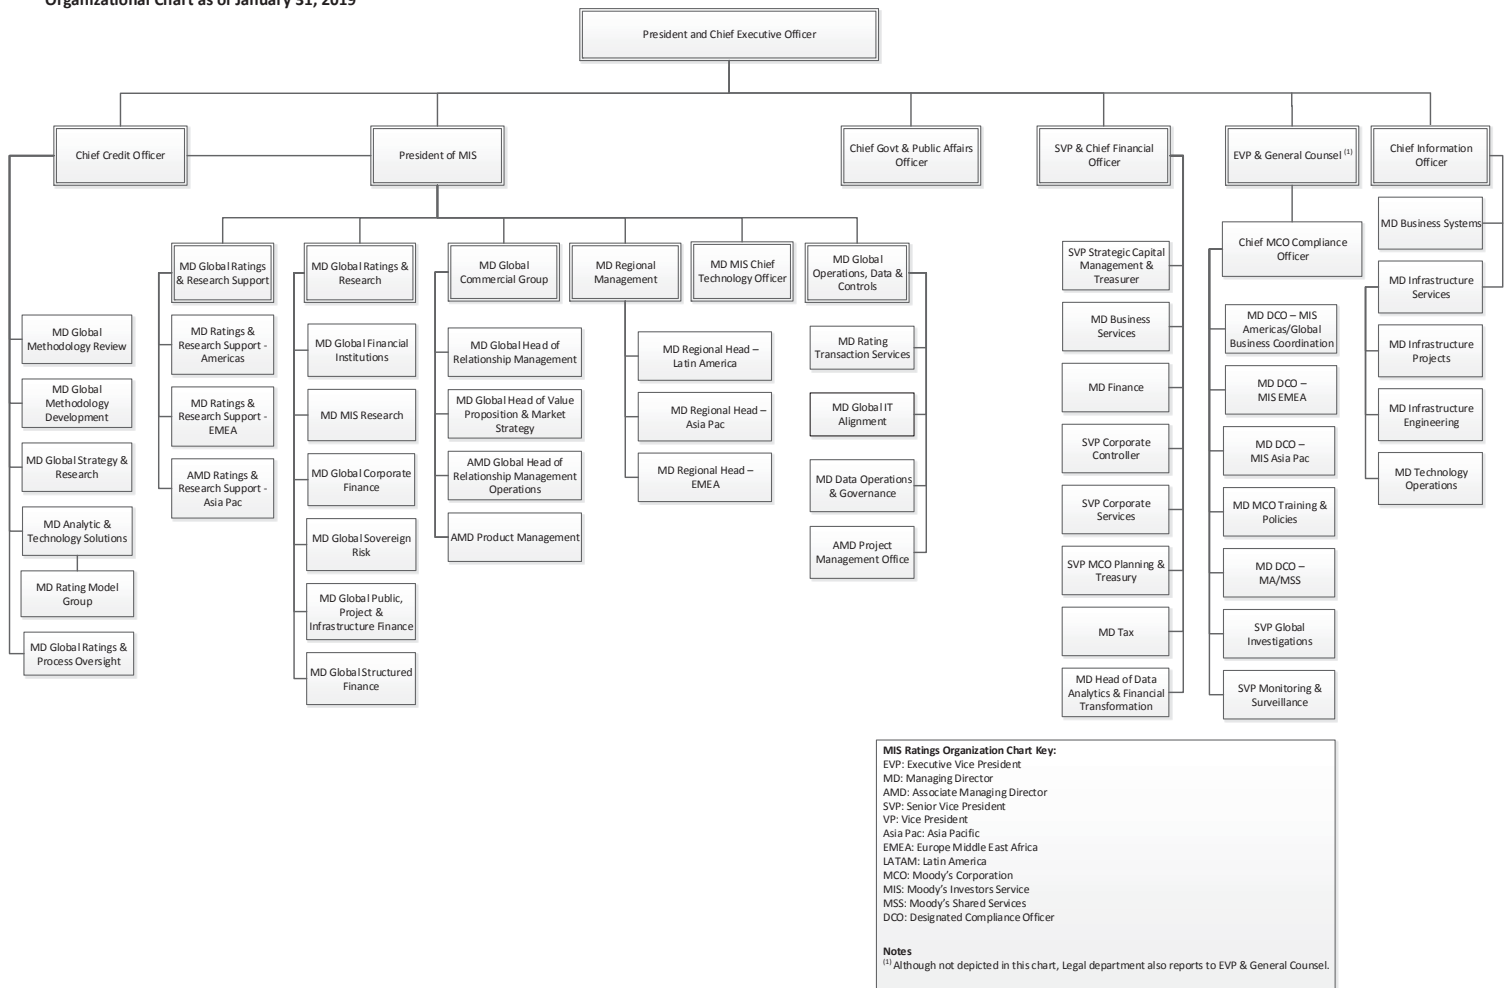 Organizational Chart as of January 31, 2019
President and Chief Executive Officer
Chief Credit Officer
President of MIS
Chief Govt & Public Affairs
Officer
SVP & Chief Financial
Officer
EVP & General Counsel (1)
Chief Information
Officer
MD Global Ratings
& Research Support
MD Global Ratings &
Research
MD Global
Commercial Group
MD Regional
Management
MD MIS Chief
Technology Officer
MD Global
Operations, Data &
Controls
MD Global
Methodology Review
MD Global
Methodology
Development
MD Global Strategy &
Research
MD Analytic &
Technology Solutions
MD Rating Model
Group
MD Global Ratings &
Process Oversight
MD Ratings &
Research Support -
Americas
MD Ratings &
Research Support -
EMEA
AMD Ratings &
Research Support -
Asia Pac
MD Global Financial
Institutions
MD MIS Research
MD Global Corporate
Finance
MD Global Sovereign
Risk
MD Global Public,
Project &
Infrastructure Finance
MD Global Structured
Finance
MD Global Head of
Relationship Management
MD Global Head of Value
Proposition & Market
Strategy
AMD Global Head of
Relationship Management
Operations
AMD Product Management
MD Regional Head –
Latin America
MD Regional Head –
Asia Pac
MD Regional Head –
EMEA
MD Rating
Transaction Services
MD Global IT
Alignment
MD Data Operations
& Governance
AMD Project
Management Office
SVP Strategic Capital
Management &
Treasurer
MD Business
Services
MD Finance
SVP Corporate
Controller
SVP Corporate
Services
SVP MCO Planning &
Treasury
MD Tax
MD Head of Data
Analytics & Financial
Transformation
Chief MCO Compliance
Officer
MD DCO – MIS
Americas/Global
Business Coordination
MD DCO –
MIS EMEA
MD DCO –
MIS Asia Pac
MD MCO Training &
Policies
MD DCO –
MA/MSS
SVP Global
Investigations
SVP Monitoring &
Surveillance
MD Business Systems
MD Infrastructure
Services
MD Infrastructure
Projects
MD Infrastructure
Engineering
MD Technology
Operations
MIS Ratings Organization Chart Key:
EVP: Executive Vice President
MD: Managing Director
AMD: Associate Managing Director
SVP: Senior Vice President
VP: Vice President
Asia Pac: Asia Pacific
EMEA: Europe Middle East Africa
LATAM: Latin America
MCO: Moody's Corporation
MIS: Moody's Investors Service
MSS: Moody's Shared Services
DCO: Designated Compliance Officer
Notes
(1) Although not depicted in this chart, Legal department also reports to EVP & General Counsel.